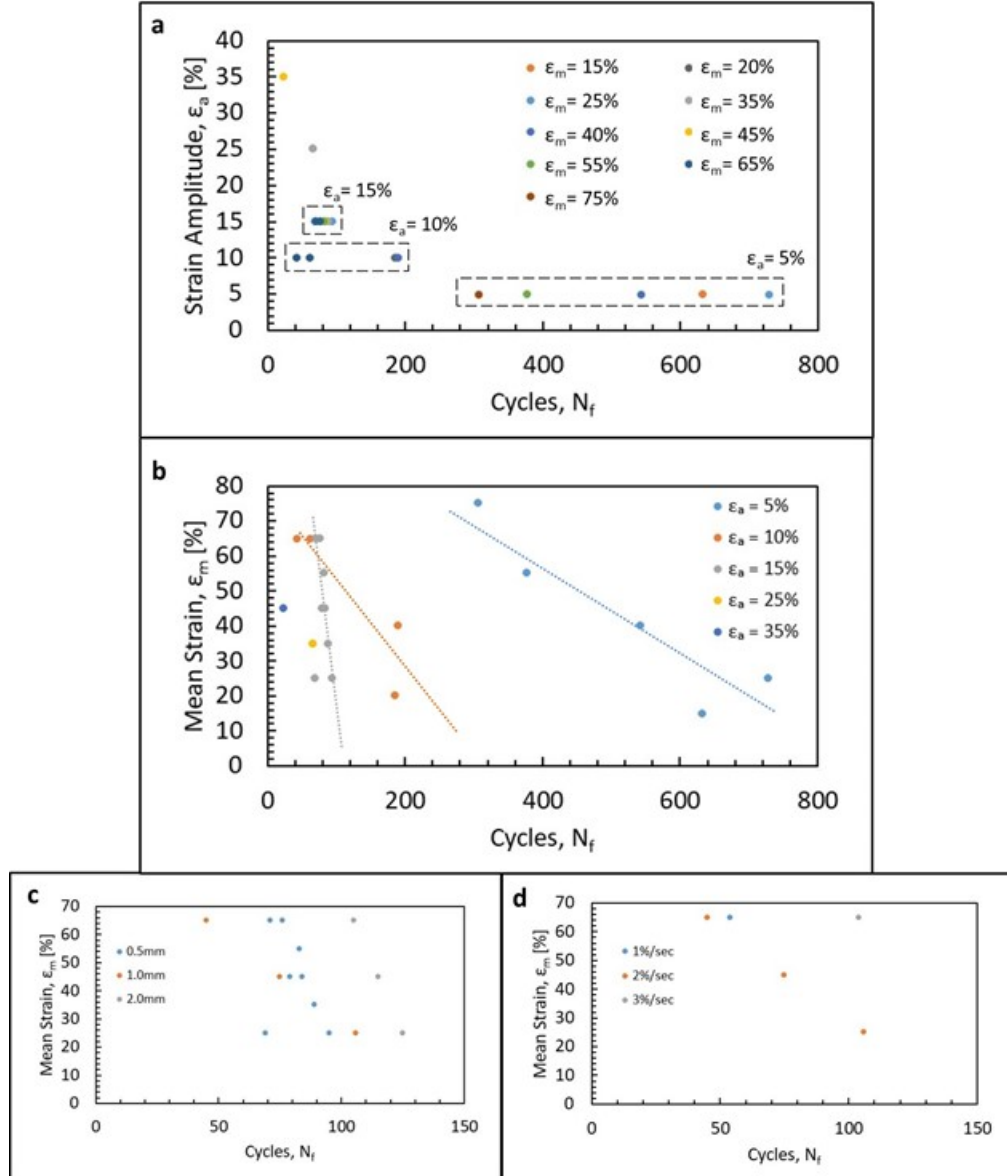 a
Strain Amplitude, εa [%]
40
35
30
25
20
15
10
5
0
εm= 15%
εm= 20%
εm= 25%
εm= 35%
εm= 40%
εm= 45%
εm= 55%
εm= 65%
εm= 75%
εa= 15%
εa= 10%
εa= 5%
0 200 400 600 800
Cycles, Nf
b
Mean Strain, εm [%]
80
70
60
50
40
30
20
10
0
εa = 5%
εa = 10%
εa = 15%
εa = 25%
εa = 35%
0 200 400 600 800
Cycles, Nf
c
Mean Strain, εm [%]
70
60
50
40
30
20
10
0
0.5mm
1.0mm
2.0mm
0 50 100 150
Cycles, Nf
d
Mean Strain, εm [%]
70
60
50
40
30
20
10
0
1%/sec
2%/sec
3%/sec
0 50 100 150
Cycles, Nf